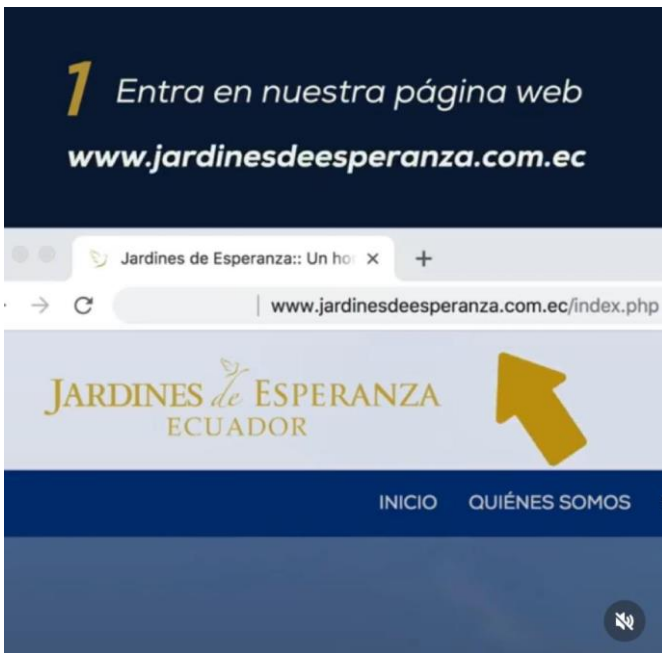 1 Entra en nuestra página web
www.jardinesdeesperanza.com.ec
Jardines de Esperanza:: Un ho
www.jardinesdeesperanza.com.ec/index.php
JARDINES de ESPERANZA
ECUADOR
INICIO QUIÉNES SOMOS